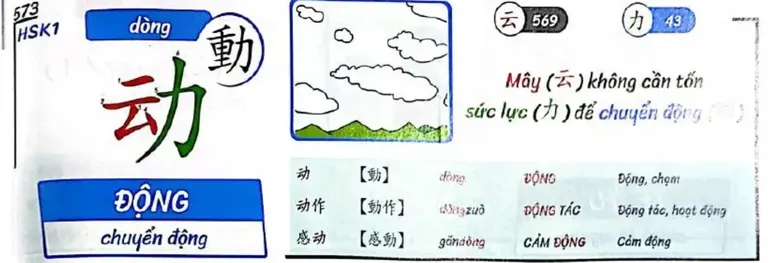 573
HSK1
dòng
動
动
ĐỘNG
chuyển động
云 569
力 43
Mây (云) không cần tốn
sức lực (力) để chuyển động
动 【動】 dòng ĐỘNG Động, chạm
动作 【動作】 dòngzuò ĐỘNG TÁC Động tác, hoạt động
感动 【感動】 gǎndòng CẢM ĐỘNG Cảm động